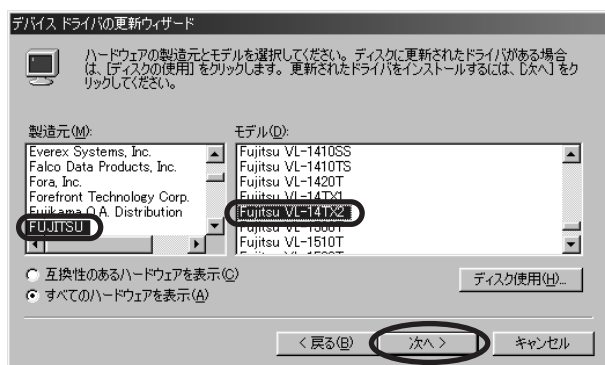 デバイス ドライバの更新ウィザード
ハードウェアの製造元とモデルを選択してください。ディスクに更新されたドライバがある場合
は、[ディスクの使用] をクリックします。更新されたドライバをインストールするには、[次へ] をク
リックしてください。
製造元(M):
モデル(D):
Everex Systems, Inc.
Falco Data Products, Inc.
Fora, Inc.
Forefront Technology Corp.
Fujikama O.A. Distribution
FUJITSU
Fujitsu VL-1410SS
Fujitsu VL-1410TS
Fujitsu VL-1420T
Fujitsu VL-14TX1
Fujitsu VL-14TX2
Fujitsu VL-1500T
Fujitsu VL-1510T
互換性のあるハードウェアを表示(C)
すべてのハードウェアを表示(A)
ディスク使用(H)...
< 戻る(B)
次へ >
キャンセル